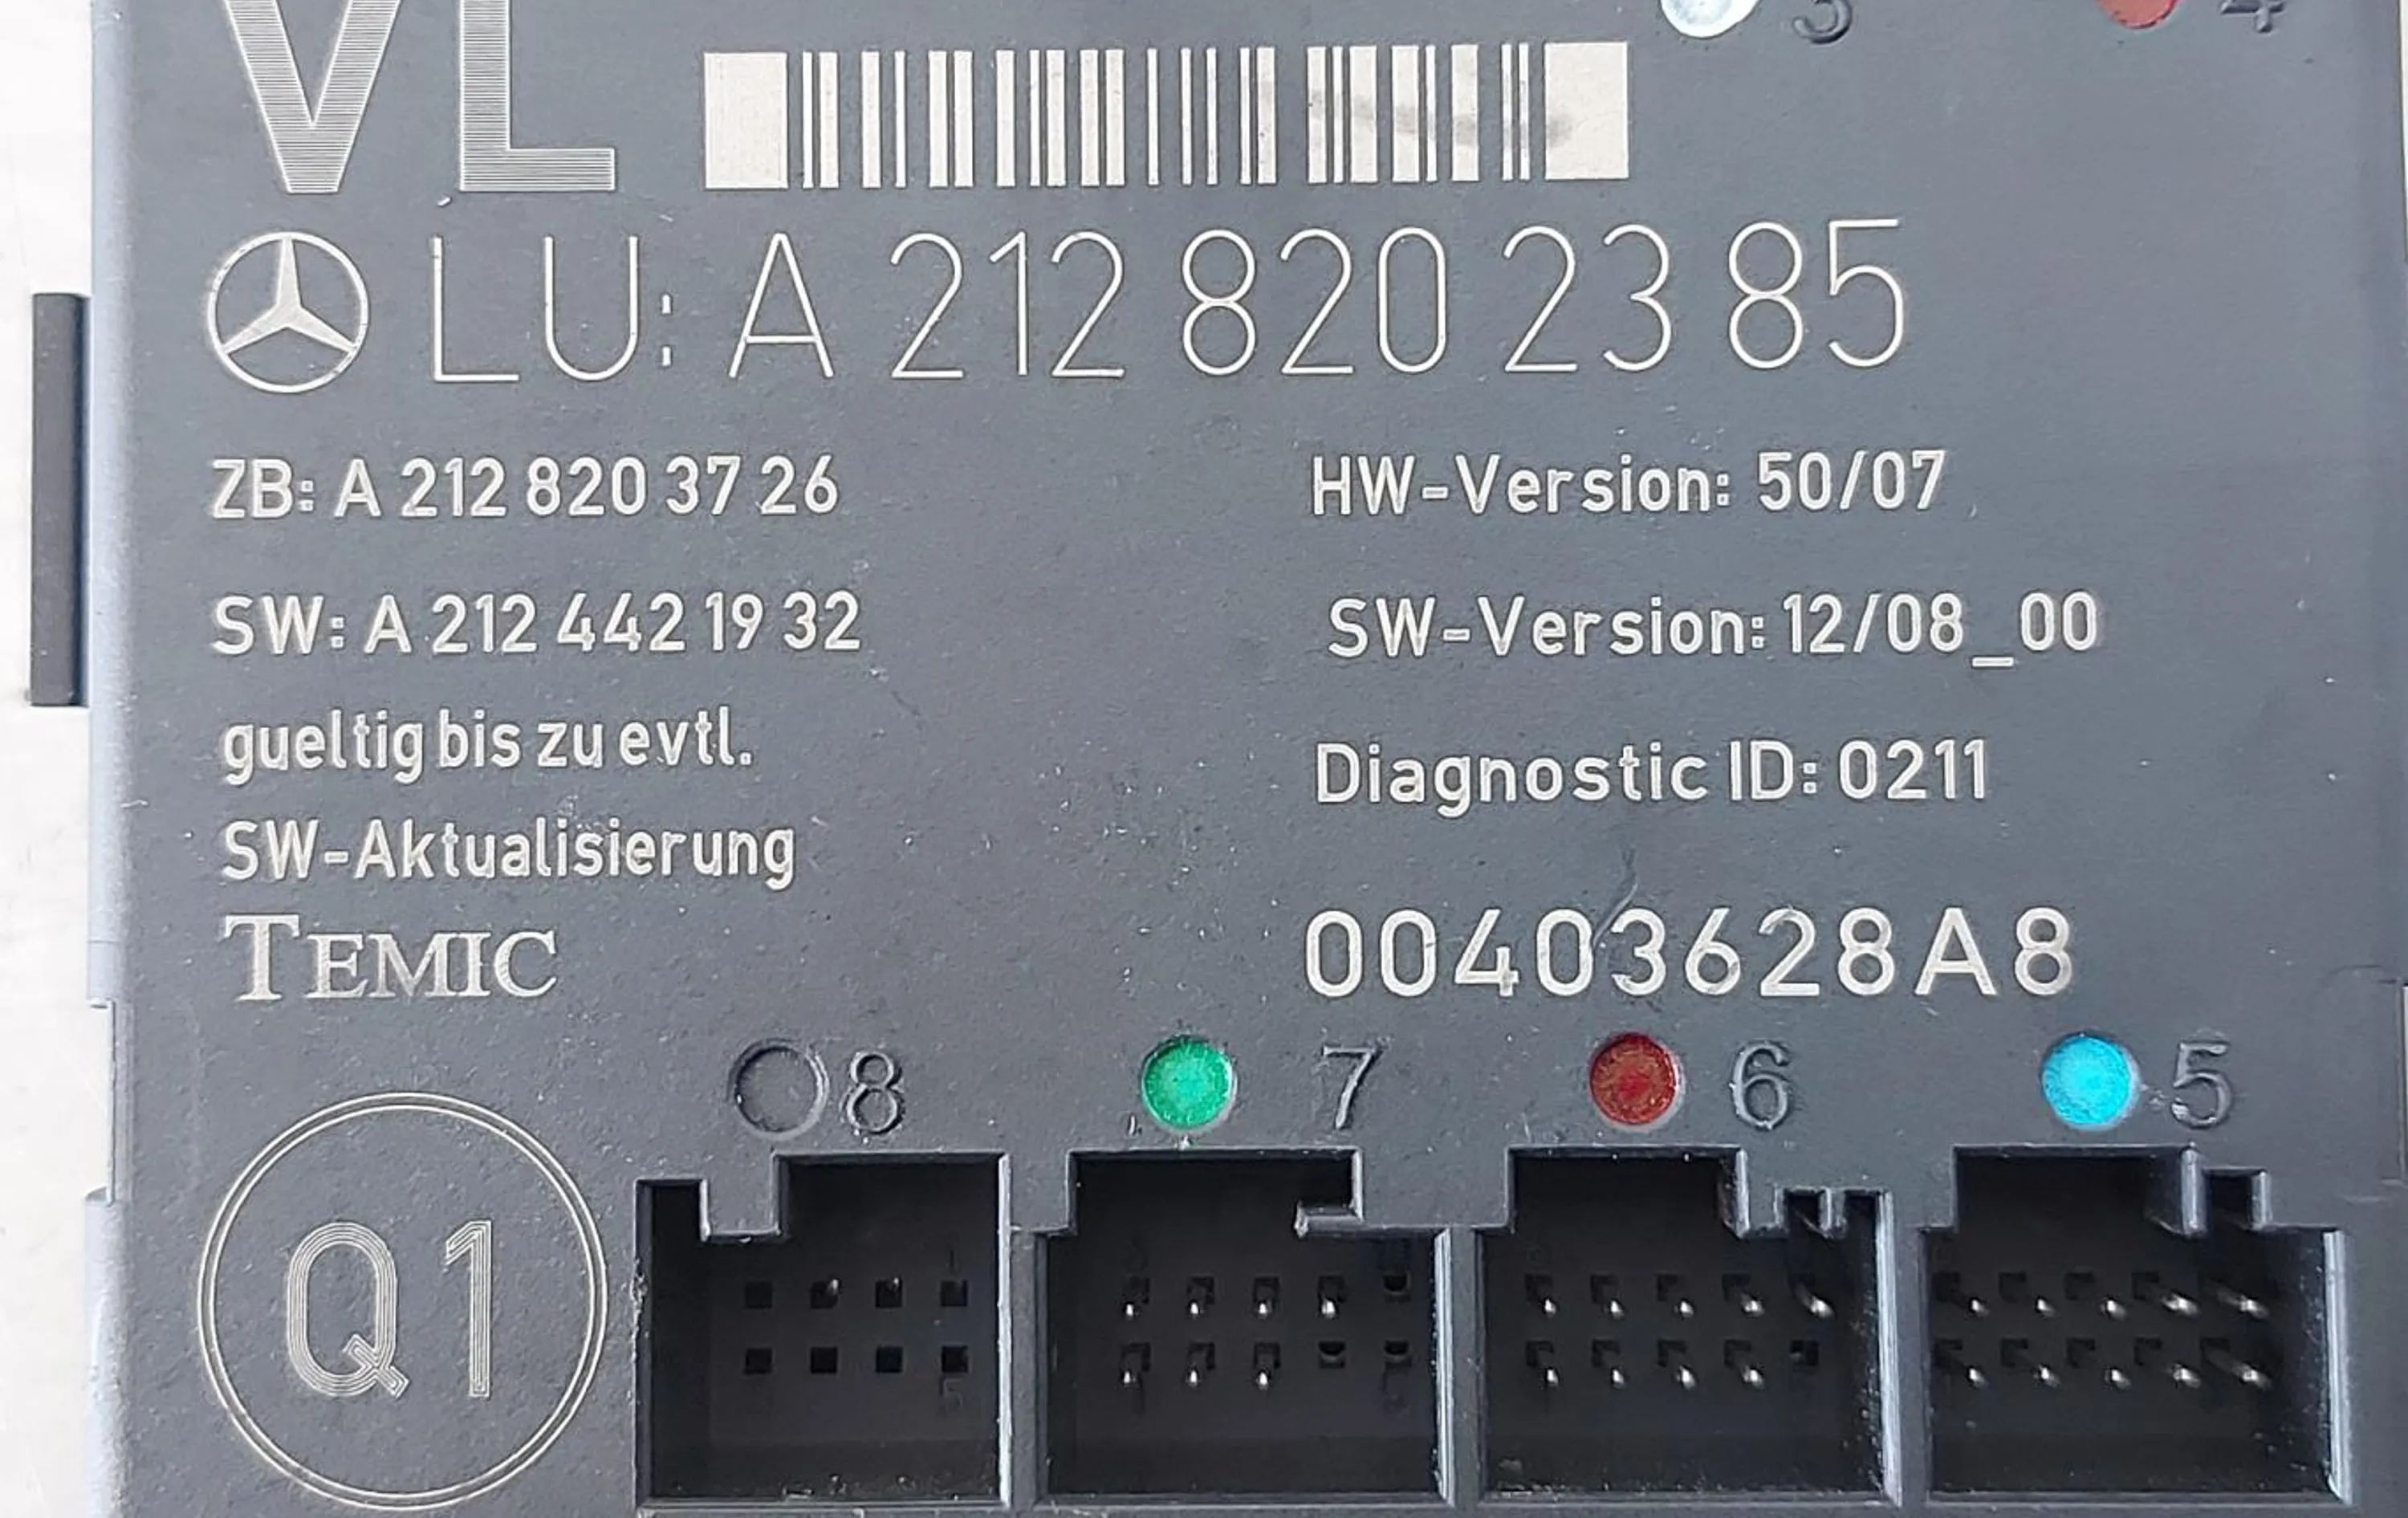 VL
3
4
LU: A 212 820 23 85
ZB: A 212 820 37 26
HW-Version: 50/07
SW: A 212 442 19 32
SW-Version: 12/08_00
gueltig bis zu evtl.
Diagnostic ID: 0211
SW-Aktualisierung
TEMIC
00403628A8
8
7
6
5
Q1